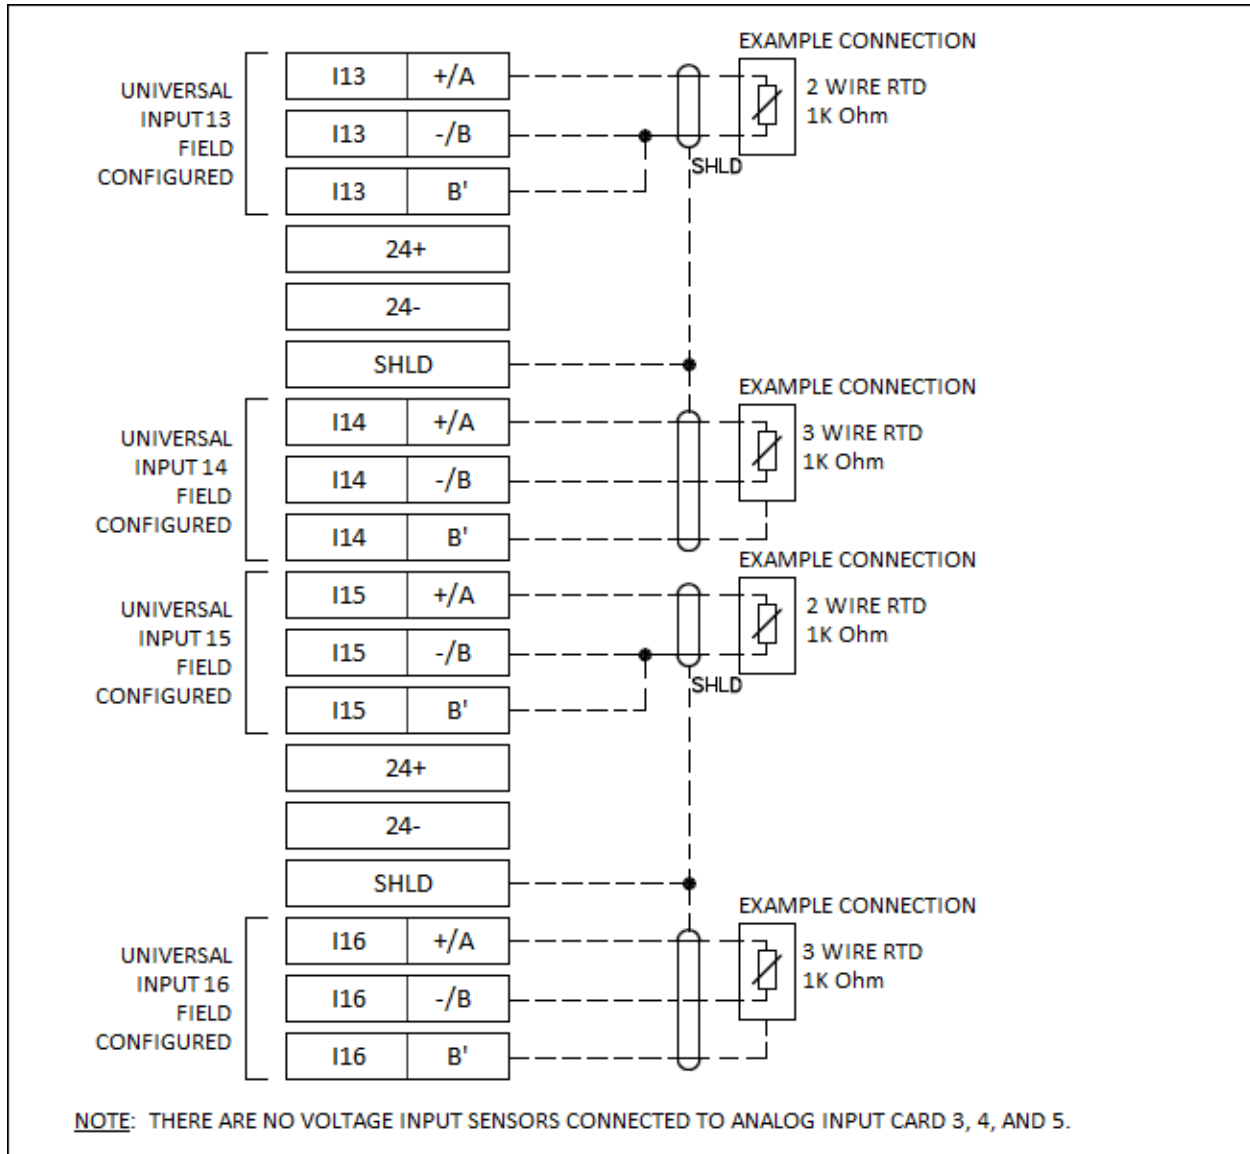 EXAMPLE CONNECTION
UNIVERSAL
INPUT 13
FIELD
CONFIGURED
I13 +/A
I13 -/B
I13 B'
2 WIRE RTD
1K Ohm
SHLD
24+
24-
SHLD
EXAMPLE CONNECTION
UNIVERSAL
INPUT 14
FIELD
CONFIGURED
I14 +/A
I14 -/B
I14 B'
3 WIRE RTD
1K Ohm
EXAMPLE CONNECTION
UNIVERSAL
INPUT 15
FIELD
CONFIGURED
I15 +/A
I15 -/B
I15 B'
2 WIRE RTD
1K Ohm
SHLD
24+
24-
SHLD
EXAMPLE CONNECTION
UNIVERSAL
INPUT 16
FIELD
CONFIGURED
I16 +/A
I16 -/B
I16 B'
3 WIRE RTD
1K Ohm
NOTE: THERE ARE NO VOLTAGE INPUT SENSORS CONNECTED TO ANALOG INPUT CARD 3, 4, AND 5.